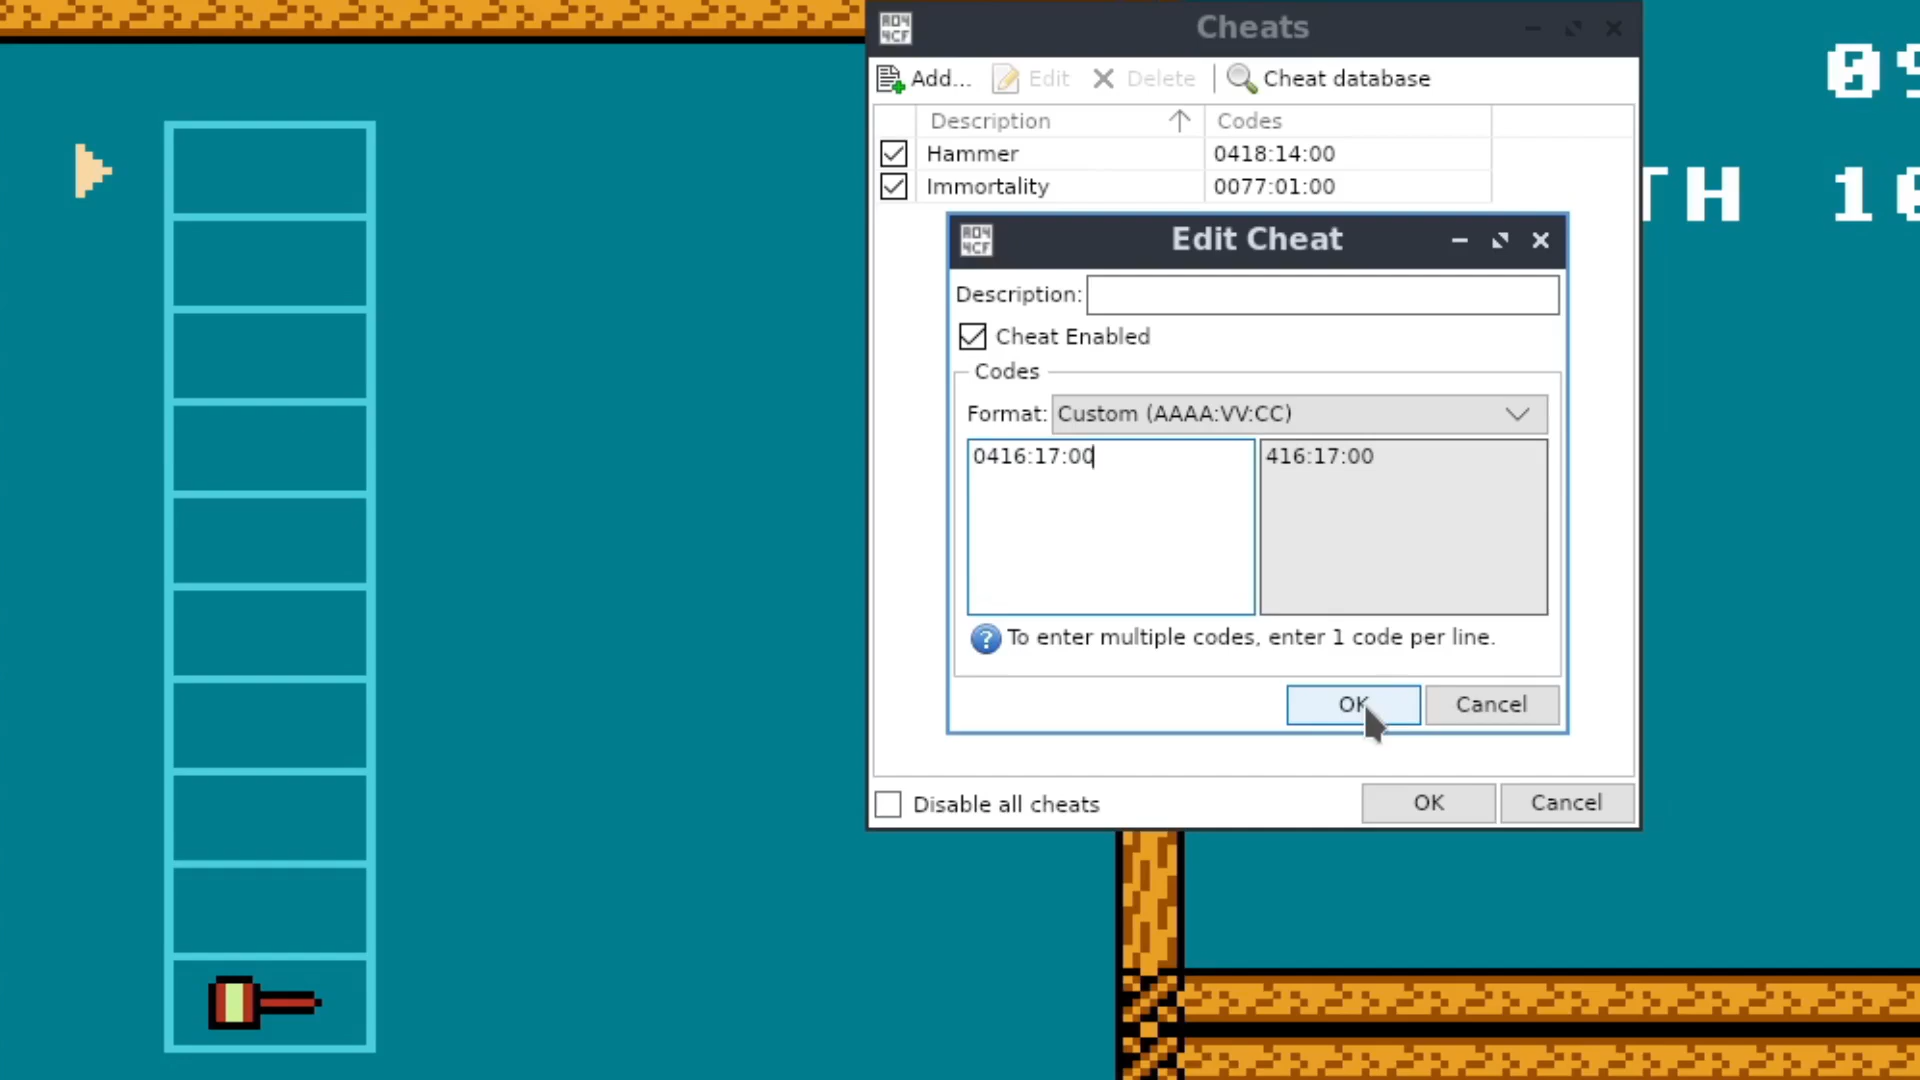 Cheats
Add... Edit Delete Cheat database
Description Codes
Hammer 0418:14:00
Immortality 0077:01:00
TH 10
Edit Cheat
Description:
Cheat Enabled
Codes
Format: Custom (AAAA:VV:CC)
0416:17:00 416:17:00
To enter multiple codes, enter 1 code per line.
OK Cancel
Disable all cheats OK Cancel